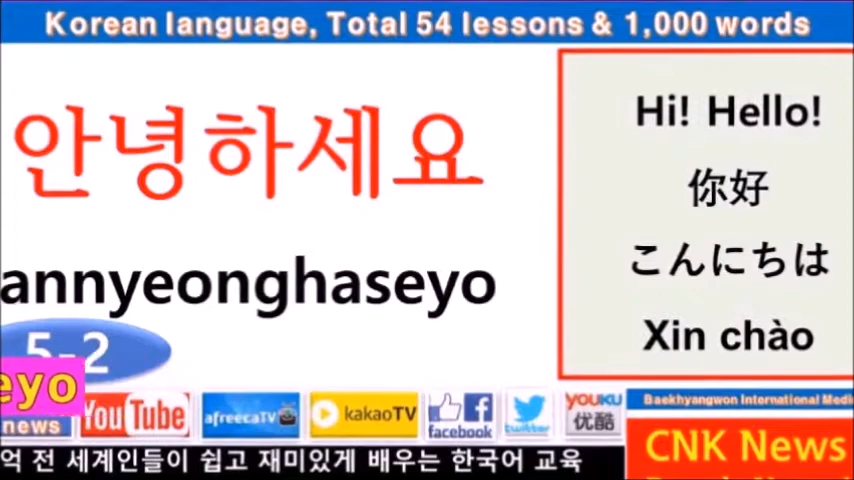 Korean language, Total 54 lessons & 1,000 words
안녕하세요
annyeonghaseyo
Hi! Hello!
你好
こんにちは
Xin chào
5-2
eyo
news
YouTube
afreecaTV
kakaoTV
facebook
twitter
YOUKU
优酷
Baekhyangwon International Medi
CNK News
억 전 세계인들이 쉽고 재미있게 배우는 한국어 교육